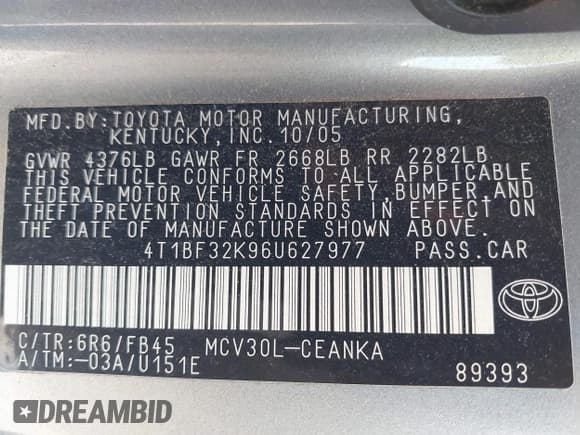 MFD.BY:TOYOTA MOTOR MANUFACTURING,
KENTUCKY,INC.10/05
GVWR 4376LB GAWR FR 2668LB RR 2282LB
THIS VEHICLE CONFORMS TO ALL APPLICABLE
FEDERAL MOTOR VEHICLE SAFETY,BUMPER,AND
THEFT PREVENTION STANDARDS IN EFFECT ON
THE DATE OF MANUFACTURE SHOWN ABOVE.
4T1BF32K96U627977 PASS.CAR
C/TR:6R6/FB45 MCV30L-CEANKA
A/TM:-03A/U151E
89393
DREAMBID